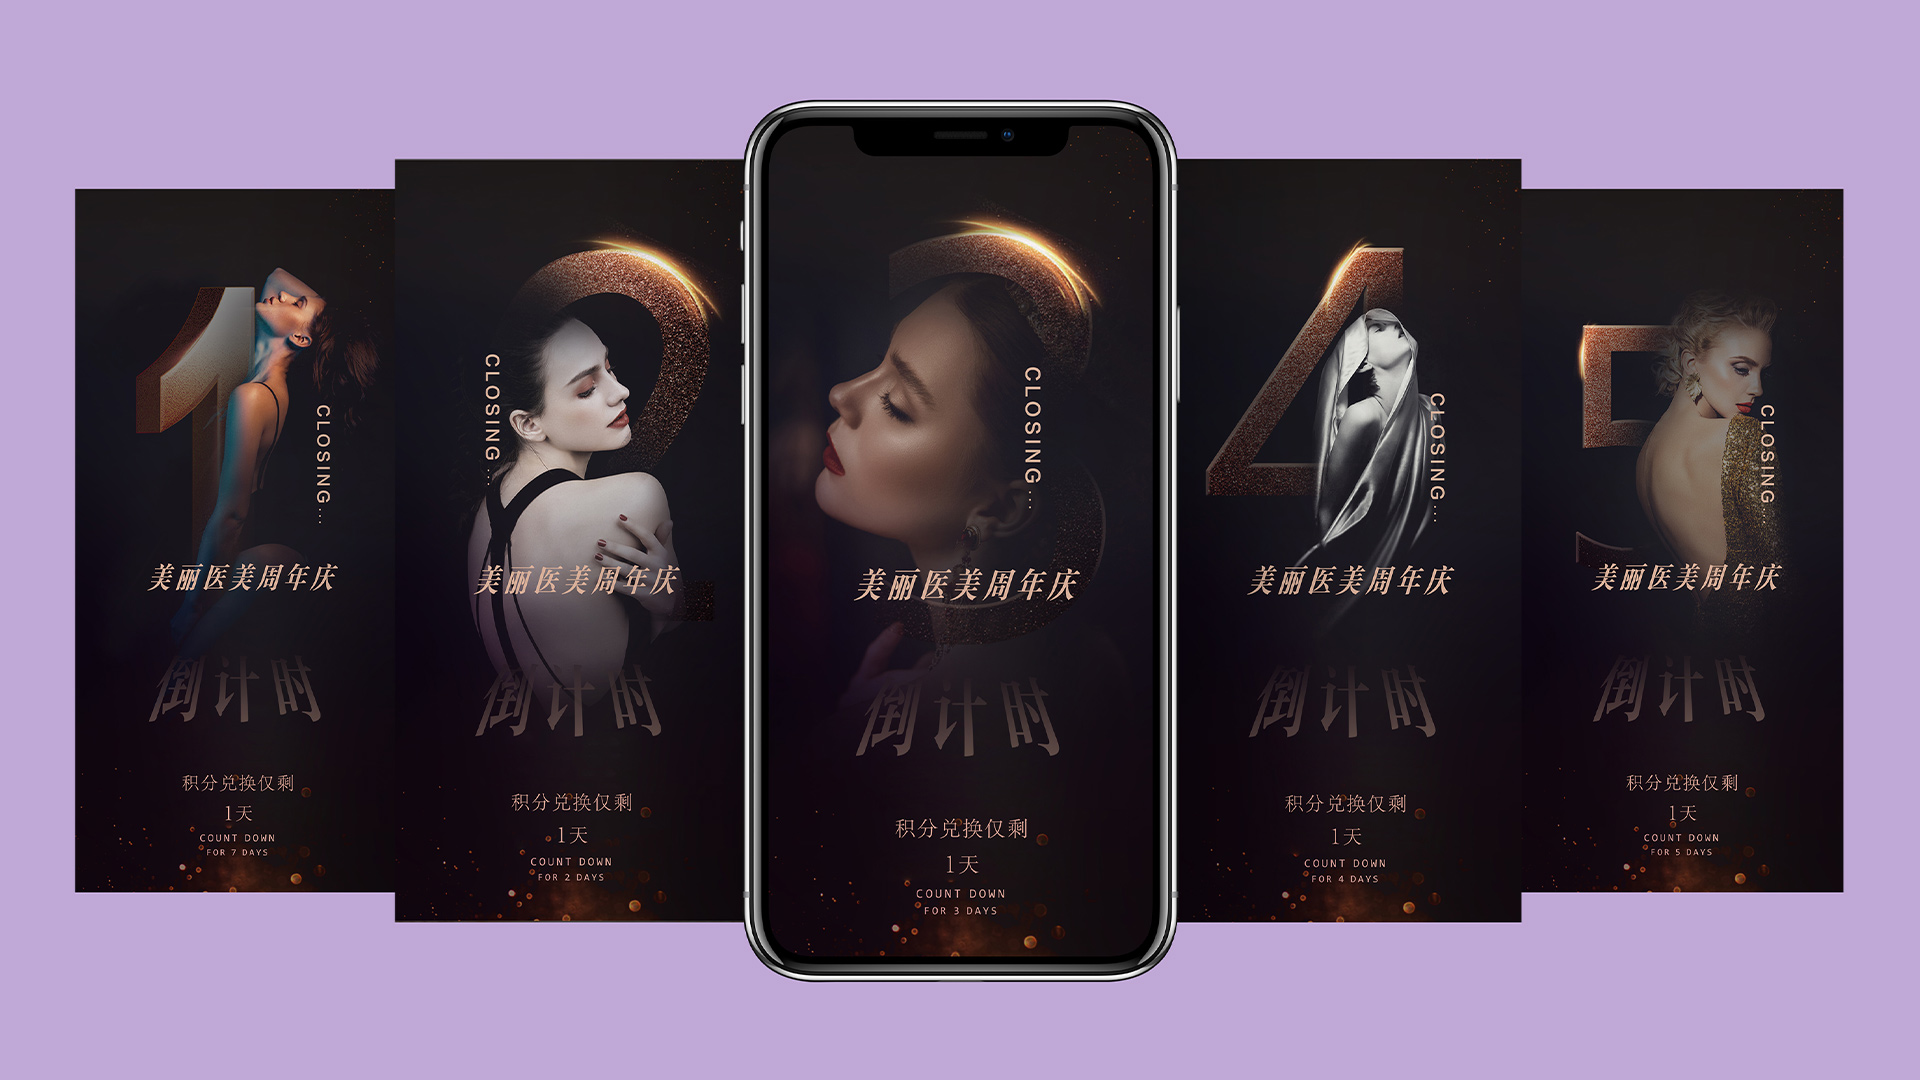 CLOSING...
美丽医美周年庆
倒计时
积分兑换仅剩
1天
COUNT DOWN
FOR 7 DAYS
CLOSING...
美丽医美周年庆
倒计时
积分兑换仅剩
1天
COUNT DOWN
FOR 2 DAYS
CLOSING...
美丽医美周年庆
倒计时
积分兑换仅剩
1天
COUNT DOWN
FOR 3 DAYS
4
CLOSING...
美丽医美周年庆
倒计时
积分兑换仅剩
1天
COUNT DOWN
FOR 4 DAYS
5
CLOSING...
美丽医美周年庆
倒计时
积分兑换仅剩
1天
COUNT DOWN
FOR 5 DAYS
1
2
3